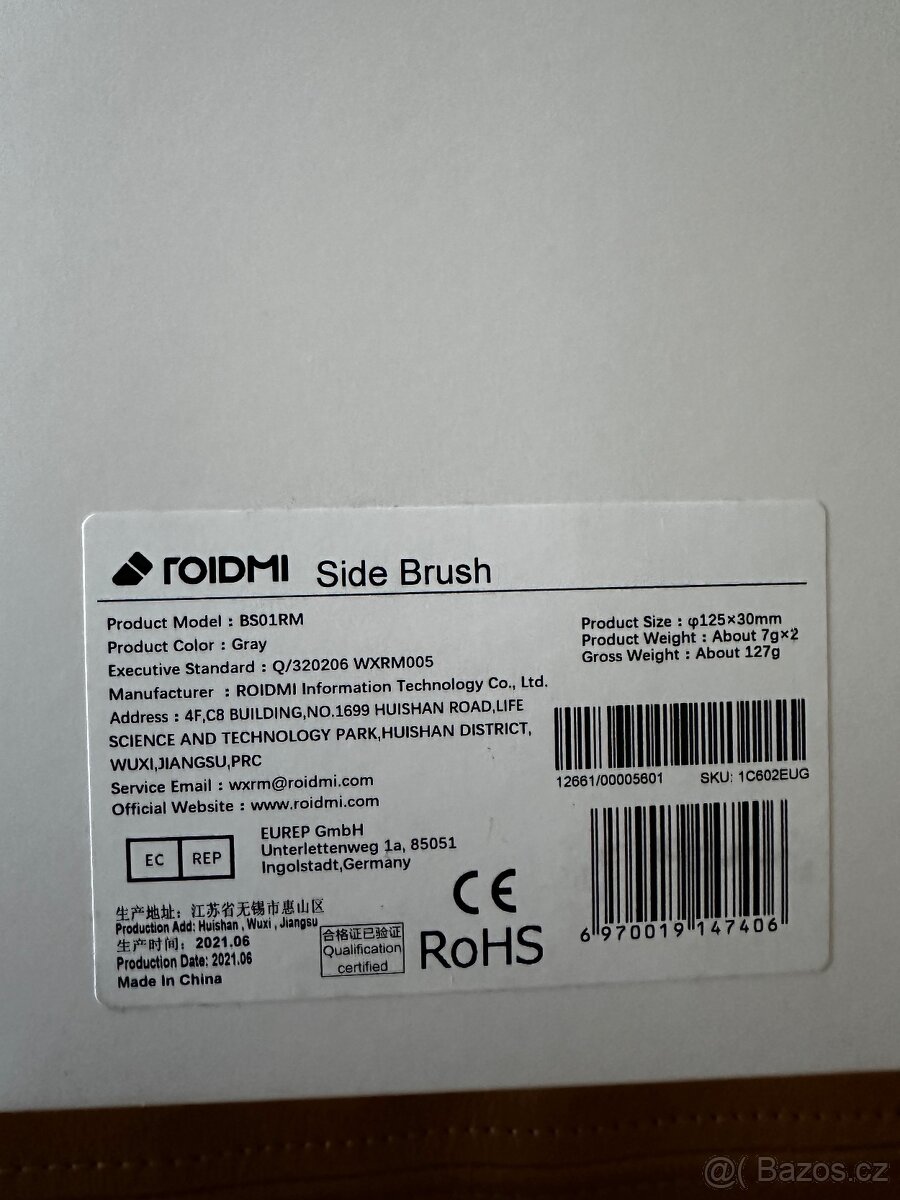 ROIDMI Side Brush
Product Model : BS01RM
Product Color : Gray
Executive Standard : Q/320206 WXRM005
Manufacturer : ROIDMI Information Technology Co., Ltd.
Address : 4F,C8 BUILDING,NO.1699 HUISHAN ROAD,LIFE
SCIENCE AND TECHNOLOGY PARK,HUISHAN DISTRICT,
WUXI,JIANGSU,PRC
Service Email : wxrm@roidmi.com
Official Website : www.roidmi.com
Product Size : φ125×30mm
Product Weight : About 7g×2
Gross Weight : About 127g
12661/00005601 SKU: 1C602EUG
EC REP
EUREP GmbH
Unterlettenweg 1a, 85051
Ingolstadt,Germany
生产地址: 江苏省无锡市惠山区
Production Add: Huishan , Wuxi , Jiangsu
生产时间: 2021.06
Production Date: 2021.06
Made In China
合格证已验证
Qualification
certified
CE
RoHS
6 970019 147406
@( Bazos.cz